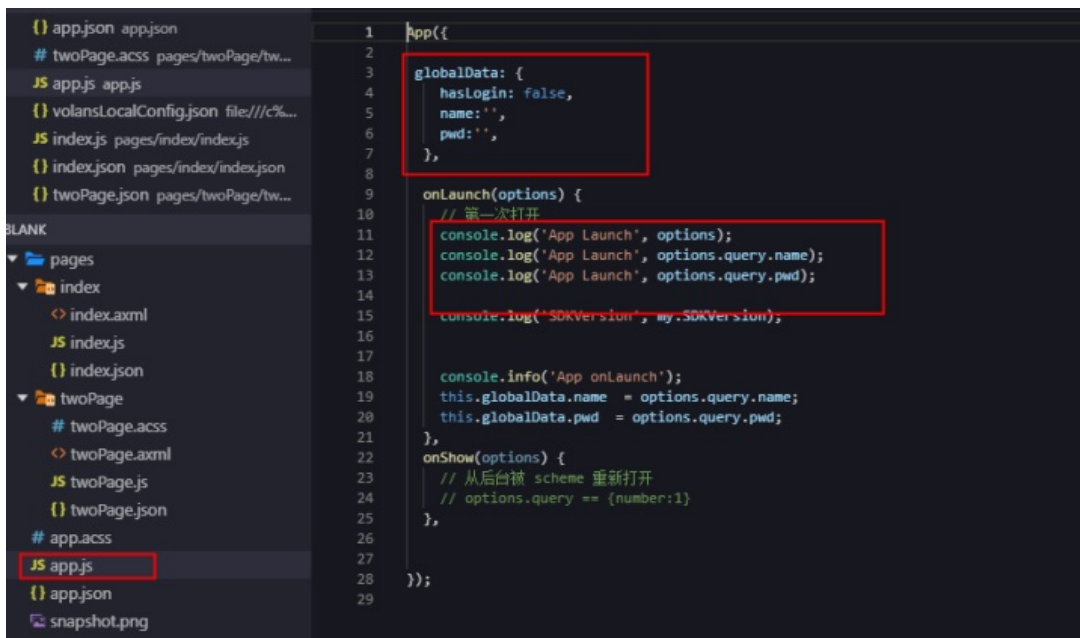 {} app.json app.json
# twoPage.acss pages/twoPage/tw...
JS app.js app.js
{} volansLocalConfig.json file:///c%...
JS index.js pages/index/index.js
{} index.json pages/index/index.json
{} twoPage.json pages/twoPage/tw...
BLANK
pages
index
<> index.axml
JS index.js
{} index.json
twoPage
# twoPage.acss
<> twoPage.axml
JS twoPage.js
{} twoPage.json
# app.acss
JS app.js
{} app.json
snapshot.png
1 App({
2
3 globalData: {
4 hasLogin: false,
5 name:'',
6 pwd:'',
7 },
8
9 onLaunch(options) {
10 // 第一次打开
11 console.log('App Launch', options);
12 console.log('App Launch', options.query.name);
13 console.log('App Launch', options.query.pwd);
14
15 console.log('SDKVersion', my.SDKVersion);
16
17
18 console.info('App onLaunch');
19 this.globalData.name = options.query.name;
20 this.globalData.pwd = options.query.pwd;
21 },
22 onShow(options) {
23 // 从后台被 scheme 重新打开
24 // options.query == {number:1}
25 },
26
27
28 });
29